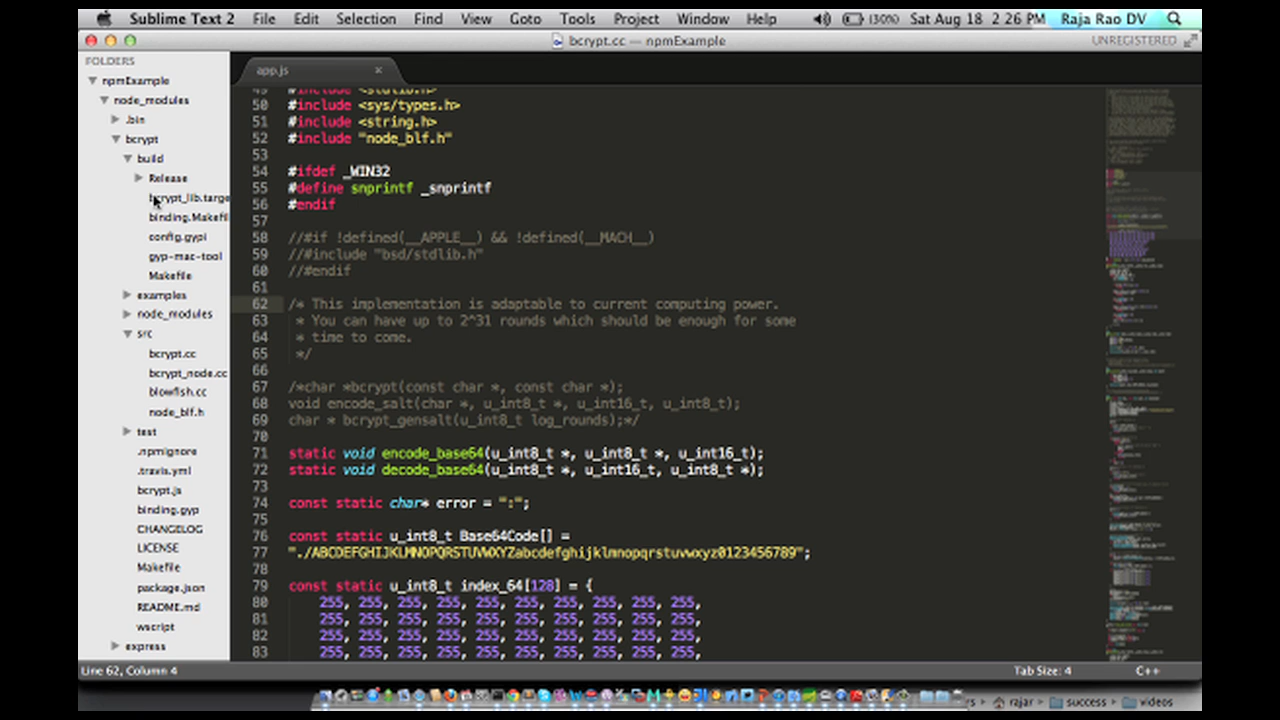 Sublime Text 2 File Edit Selection Find View Goto Tools Project Window Help (30%) Sat Aug 18 2:26 PM Raja Rao DV
bcrypt.cc — npmExample UNREGISTERED
FOLDERS
npmExample
node_modules
.bin
bcrypt
build
Release
bcrypt_lib.targe
binding.Makefil
config.gypi
gyp-mac-tool
Makefile
examples
node_modules
src
bcrypt.cc
bcrypt_node.cc
blowfish.cc
node_blf.h
test
.npmignore
.travis.yml
bcrypt.js
binding.gyp
CHANGELOG
LICENSE
Makefile
package.json
README.md
wscript
express
app.js
49 #include <stdlib.h>
50 #include <sys/types.h>
51 #include <string.h>
52 #include "node_blf.h"
53
54 #ifdef _WIN32
55 #define snprintf _snprintf
56 #endif
57
58 //#if !defined(__APPLE__) && !defined(__MACH__)
59 //#include "bsd/stdlib.h"
60 //#endif
61
62 /* This implementation is adaptable to current computing power.
63 * You can have up to 2^31 rounds which should be enough for some
64 * time to come.
65 */
66
67 /*char *bcrypt(const char *, const char *);
68 void encode_salt(char *, u_int8_t *, u_int16_t, u_int8_t);
69 char * bcrypt_gensalt(u_int8_t log_rounds);*/
70
71 static void encode_base64(u_int8_t *, u_int8_t *, u_int16_t);
72 static void decode_base64(u_int8_t *, u_int16_t, u_int8_t *);
73
74 const static char* error = ":";
75
76 const static u_int8_t Base64Code[] =
77 "./ABCDEFGHIJKLMNOPQRSTUVWXYZabcdefghijklmnopqrstuvwxyz0123456789";
78
79 const static u_int8_t index_64[128] = {
80 255, 255, 255, 255, 255, 255, 255, 255, 255, 255,
81 255, 255, 255, 255, 255, 255, 255, 255, 255, 255,
82 255, 255, 255, 255, 255, 255, 255, 255, 255, 255,
83 255, 255, 255, 255, 255, 255, 255, 255, 255, 255,
Line 62, Column 4 Tab Size: 4 C++
rs rajar success videos